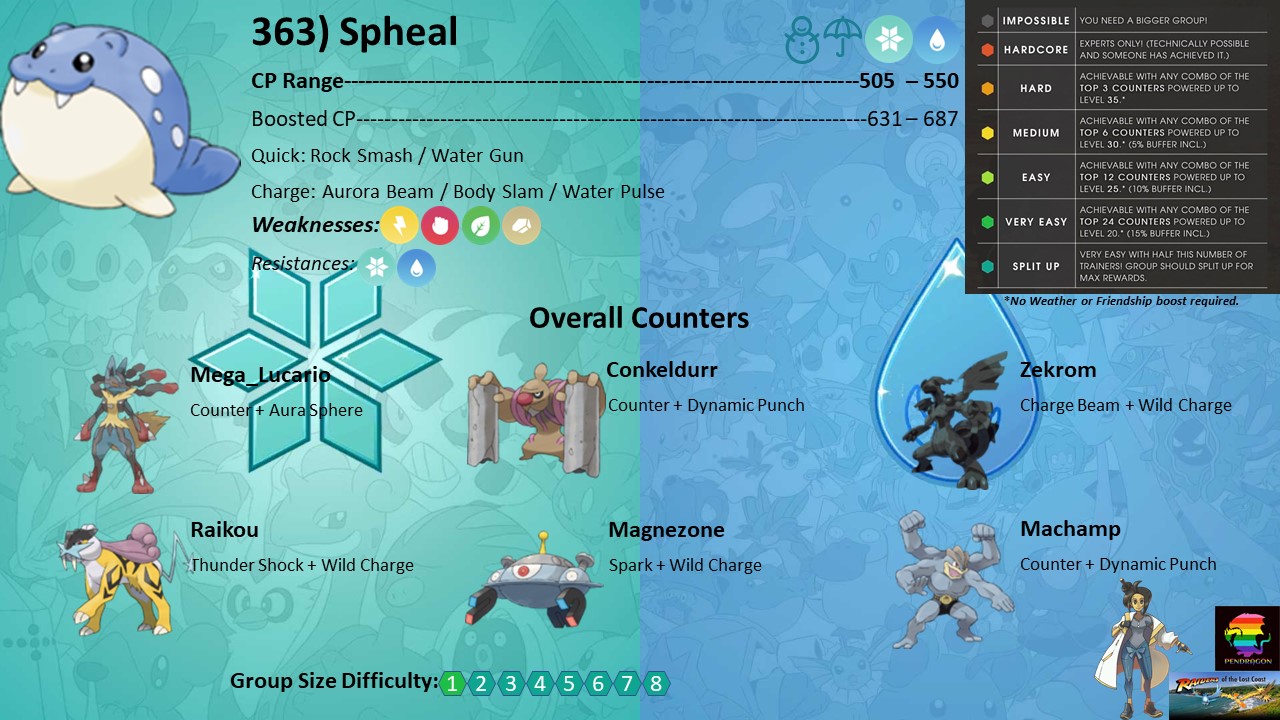 363) Spheal
CP Range------------------------------------------------------------------------505 – 550
Boosted CP-----------------------------------------------------------------------631 – 687
Quick: Rock Smash / Water Gun
Charge: Aurora Beam / Body Slam / Water Pulse
Weaknesses:
Resistances:
IMPOSSIBLE YOU NEED A BIGGER GROUP!
HARDCORE EXPERTS ONLY! (TECHNICALLY POSSIBLE
AND SOMEONE HAS ACHIEVED IT.)
HARD ACHIEVABLE WITH ANY COMBO OF THE
TOP 3 COUNTERS POWERED UP TO
LEVEL 35.*
MEDIUM ACHIEVABLE WITH ANY COMBO OF THE
TOP 6 COUNTERS POWERED UP TO
LEVEL 30.* (5% BUFFER INCL.)
EASY ACHIEVABLE WITH ANY COMBO OF THE
TOP 12 COUNTERS POWERED UP TO
LEVEL 25.* (10% BUFFER INCL.)
VERY EASY ACHIEVABLE WITH ANY COMBO OF THE
TOP 24 COUNTERS POWERED UP TO
LEVEL 20.* (15% BUFFER INCL.)
SPLIT UP VERY EASY WITH HALF THIS NUMBER OF
TRAINERS! GROUP SHOULD SPLIT UP FOR
MAX REWARDS.
*No Weather or Friendship boost required.
Overall Counters
Mega_Lucario
Counter + Aura Sphere
Conkeldurr
Counter + Dynamic Punch
Zekrom
Charge Beam + Wild Charge
Raikou
Thunder Shock + Wild Charge
Magnezone
Spark + Wild Charge
Machamp
Counter + Dynamic Punch
Group Size Difficulty: 1 2 3 4 5 6 7 8
PENDRAGON
RAIDERS of the Lost Coast